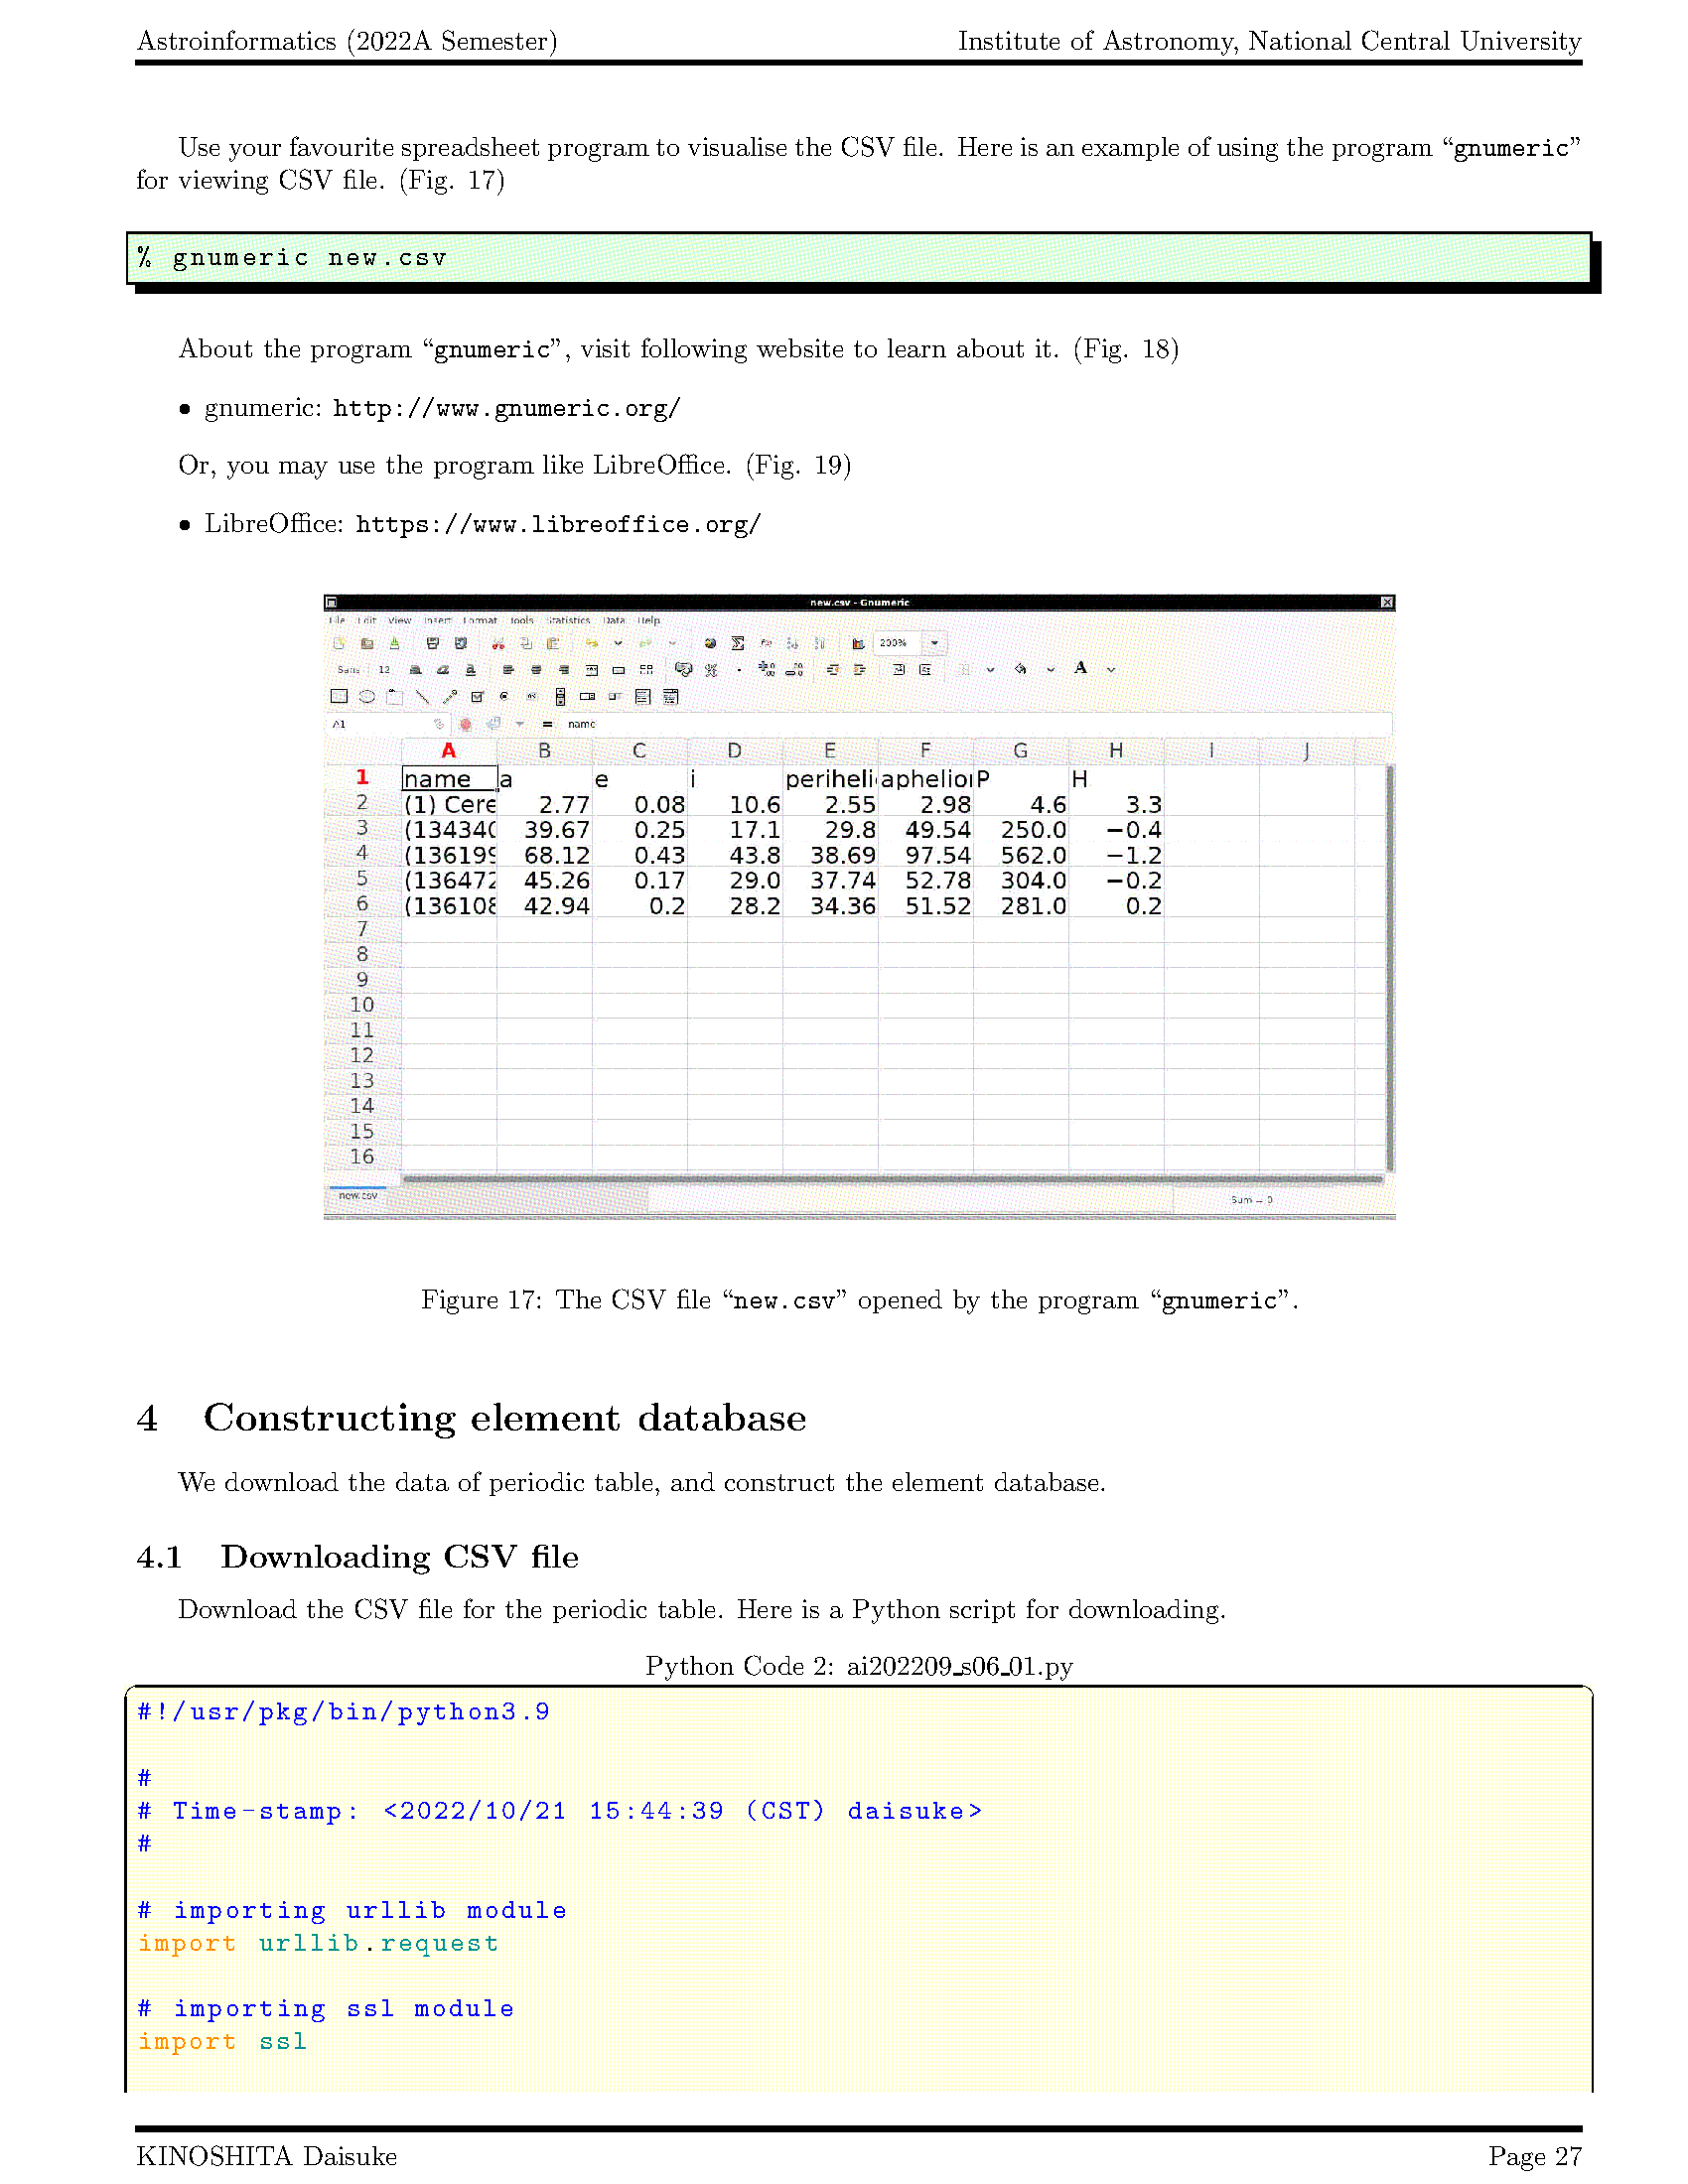 Astroinformatics (2022A Semester) Institute of Astronomy, National Central University
Use your favourite spreadsheet program to visualise the CSV file. Here is an example of using the program “gnumeric”
for viewing CSV file. (Fig. 17)
% gnumeric new.csv
About the program “gnumeric”, visit following website to learn about it. (Fig. 18)
• gnumeric: http://www.gnumeric.org/
Or, you may use the program like LibreOffice. (Fig. 19)
• LibreOffice: https://www.libreoffice.org/
new.csv - Gnumeric
File Edit View Insert Format Tools Statistics Data Help
200%
Sans 12
A1 = name
A B C D E F G H I J
1 name a e i periheli aphelion P H
2 (1) Cere 2.77 0.08 10.6 2.55 2.98 4.6 3.3
3 (134340 39.67 0.25 17.1 29.8 49.54 250.0 −0.4
4 (136199 68.12 0.43 43.8 38.69 97.54 562.0 −1.2
5 (136472 45.26 0.17 29.0 37.74 52.78 304.0 −0.2
6 (136108 42.94 0.2 28.2 34.36 51.52 281.0 0.2
7
8
9
10
11
12
13
14
15
16
new.csv Sum = 0
Figure 17: The CSV file “new.csv” opened by the program “gnumeric”.
4 Constructing element database
We download the data of periodic table, and construct the element database.
4.1 Downloading CSV file
Download the CSV file for the periodic table. Here is a Python script for downloading.
Python Code 2: ai202209_s06_01.py
#!/usr/pkg/bin/python3.9
#
# Time-stamp: <2022/10/21 15:44:39 (CST) daisuke>
#
# importing urllib module
import urllib.request
# importing ssl module
import ssl
KINOSHITA Daisuke Page 27